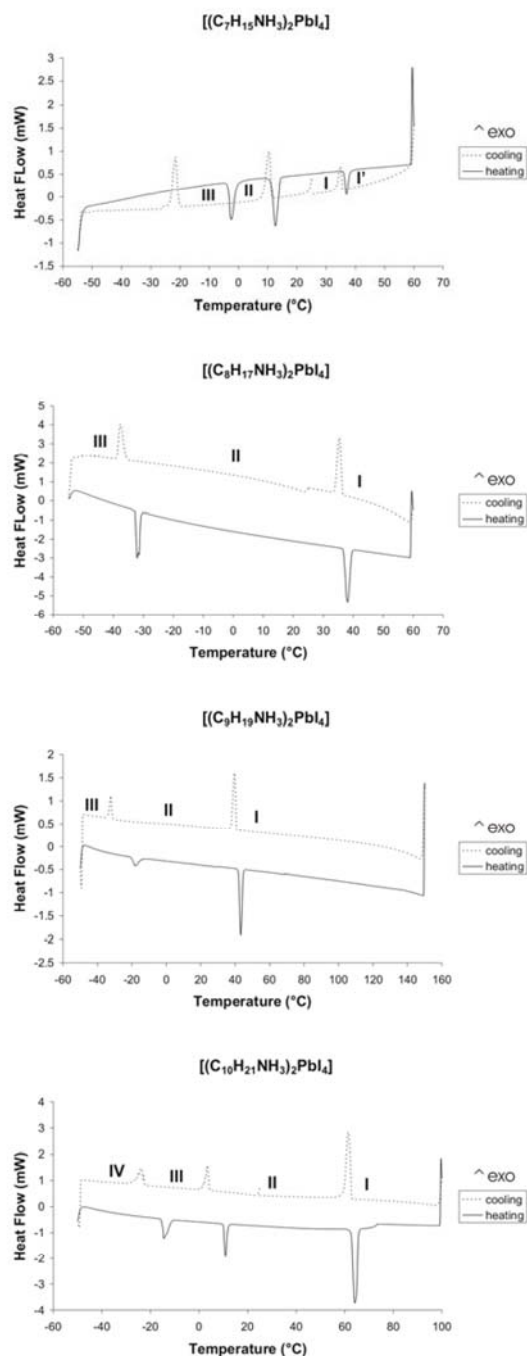 [((C₇H₁₅NH₃)₂PbI₄]
Heat FLow (mW)
3
2.5
2
1.5
1
0.5
0
-0.5
-1
-1.5
III
II
I
I'
-60 -50 -40 -30 -20 -10 0 10 20 30 40 50 60 70
Temperature (°C)
^ exo
cooling
heating
[((C₈H₁₇NH₃)₂PbI₄]
Heat FLow (mW)
5
4
3
2
1
0
-1
-2
-3
-4
-5
-6
III
II
I
-60 -50 -40 -30 -20 -10 0 10 20 30 40 50 60 70
Temperature (°C)
^ exo
cooling
heating
[((C₉H₁₉NH₃)₂PbI₄]
Heat Flow (mW)
2
1.5
1
0.5
0
-0.5
-1
-1.5
-2
-2.5
III
II
I
-60 -40 -20 0 20 40 60 80 100 120 140 160
Temperature (°C)
^ exo
cooling
heating
[((C₁₀H₂₁NH₃)₂PbI₄]
Heat Flow (mW)
4
3
2
1
0
-1
-2
-3
-4
IV
III
II
I
-60 -40 -20 0 20 40 60 80 100
Temperature (°C)
^ exo
cooling
heating